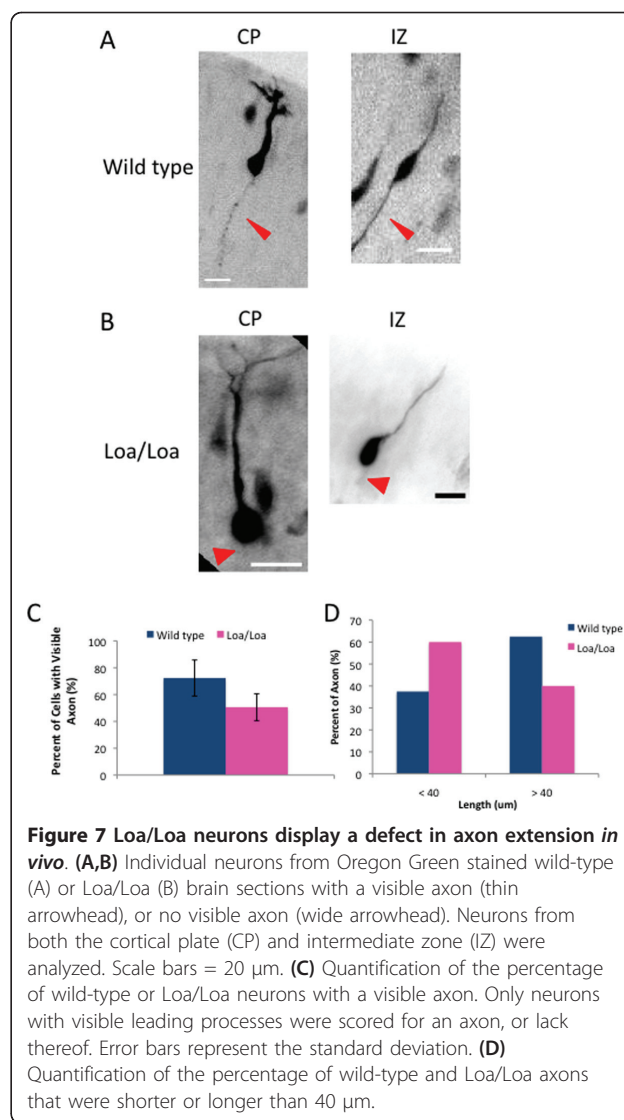 A
CP
IZ
Wild type
B
CP
IZ
Loa/Loa
C
Wild type
Loa/Loa
Percent of Cells with Visible
Axon (%)
100
80
60
40
20
0
D
Wild type
Loa/Loa
Percent of Axon (%)
70
60
50
40
30
20
10
0
< 40
> 40
Length (um)
Figure 7 Loa/Loa neurons display a defect in axon extension in
vivo. (A,B) Individual neurons from Oregon Green stained wild-type
(A) or Loa/Loa (B) brain sections with a visible axon (thin
arrowhead), or no visible axon (wide arrowhead). Neurons from
both the cortical plate (CP) and intermediate zone (IZ) were
analyzed. Scale bars = 20 μm. (C) Quantification of the percentage
of wild-type or Loa/Loa neurons with a visible axon. Only neurons
with visible leading processes were scored for an axon, or lack
thereof. Error bars represent the standard deviation. (D)
Quantification of the percentage of wild-type and Loa/Loa axons
that were shorter or longer than 40 μm.